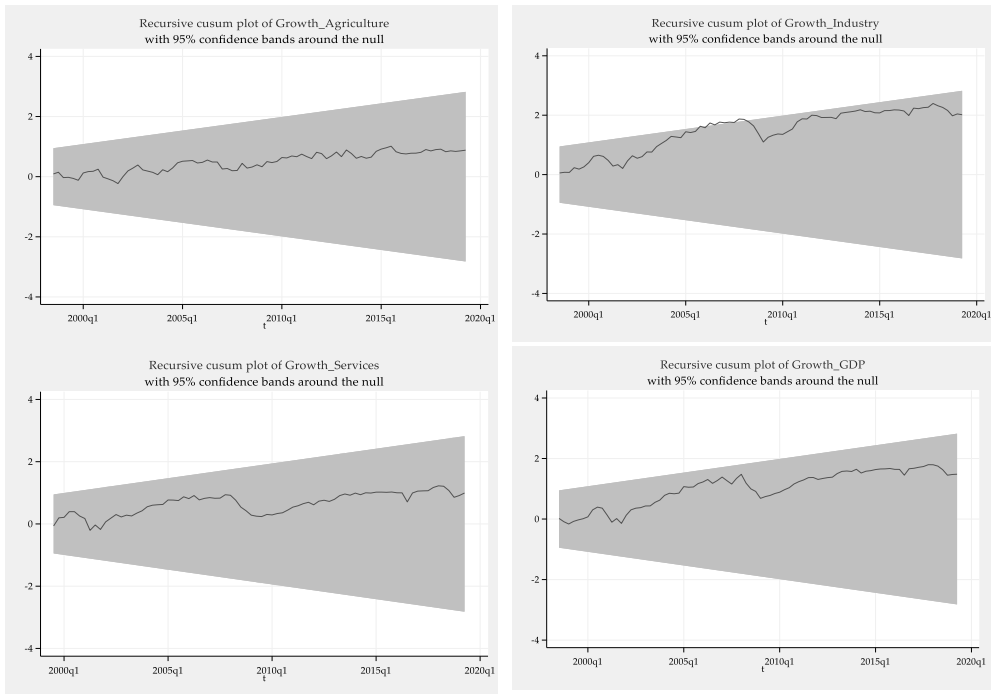 Recursive cusum plot of Growth_Agriculture
with 95% confidence bands around the null
4
2
0
-2
-4
2000q1 2005q1 2010q1 2015q1 2020q1
t
Recursive cusum plot of Growth_Industry
with 95% confidence bands around the null
4
2
0
-2
-4
2000q1 2005q1 2010q1 2015q1 2020q1
t
Recursive cusum plot of Growth_Services
with 95% confidence bands around the null
4
2
0
-2
-4
2000q1 2005q1 2010q1 2015q1 2020q1
t
Recursive cusum plot of Growth_GDP
with 95% confidence bands around the null
4
2
0
-2
-4
2000q1 2005q1 2010q1 2015q1 2020q1
t